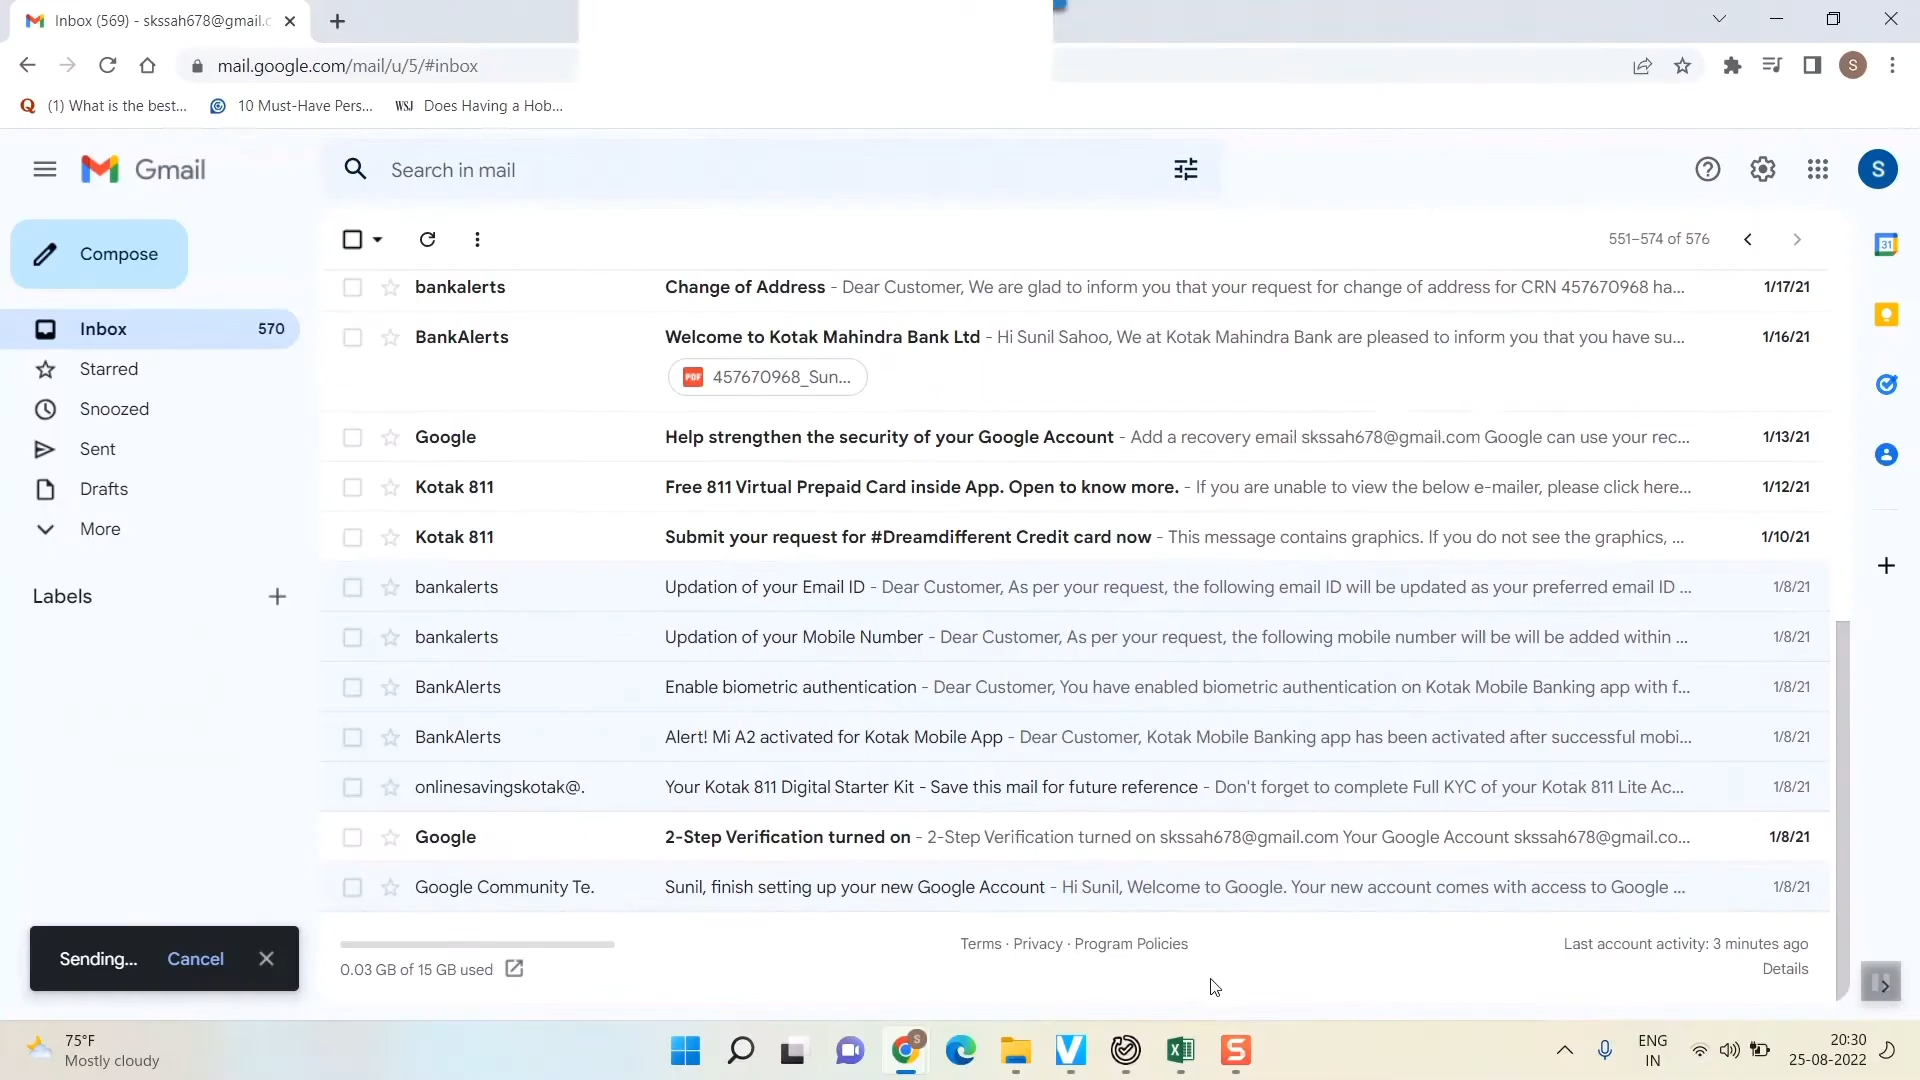 Inbox (569) - skssah678@gmail.c
mail.google.com/mail/u/5/#inbox
(1) What is the best...
10 Must-Have Pers...
WSJ Does Having a Hob...
S
Gmail
Search in mail
S
Compose
551–574 of 576
31
bankalerts Change of Address - Dear Customer, We are glad to inform you that your request for change of address for CRN 457670968 ha... 1/17/21
Inbox 570
BankAlerts Welcome to Kotak Mahindra Bank Ltd - Hi Sunil Sahoo, We at Kotak Mahindra Bank are pleased to inform you that you have su... 1/16/21
PDF 457670968_Sun...
Starred
Snoozed
Google Help strengthen the security of your Google Account - Add a recovery email skssah678@gmail.com Google can use your rec... 1/13/21
Sent
Kotak 811 Free 811 Virtual Prepaid Card inside App. Open to know more. - If you are unable to view the below e-mailer, please click here... 1/12/21
Drafts
Kotak 811 Submit your request for #Dreamdifferent Credit card now - This message contains graphics. If you do not see the graphics, ... 1/10/21
More
bankalerts Updation of your Email ID - Dear Customer, As per your request, the following email ID will be updated as your preferred email ID ... 1/8/21
Labels
bankalerts Updation of your Mobile Number - Dear Customer, As per your request, the following mobile number will be will be added within ... 1/8/21
BankAlerts Enable biometric authentication - Dear Customer, You have enabled biometric authentication on Kotak Mobile Banking app with f... 1/8/21
BankAlerts Alert! Mi A2 activated for Kotak Mobile App - Dear Customer, Kotak Mobile Banking app has been activated after successful mobi... 1/8/21
onlinesavingskotak@. Your Kotak 811 Digital Starter Kit - Save this mail for future reference - Don't forget to complete Full KYC of your Kotak 811 Lite Ac... 1/8/21
Google 2-Step Verification turned on - 2-Step Verification turned on skssah678@gmail.com Your Google Account skssah678@gmail.co... 1/8/21
Google Community Te. Sunil, finish setting up your new Google Account - Hi Sunil, Welcome to Google. Your new account comes with access to Google ... 1/8/21
Sending... Cancel
0.03 GB of 15 GB used
Terms · Privacy · Program Policies
Last account activity: 3 minutes ago
Details
75°F
Mostly cloudy
S
ENG
IN
20:30
25-08-2022